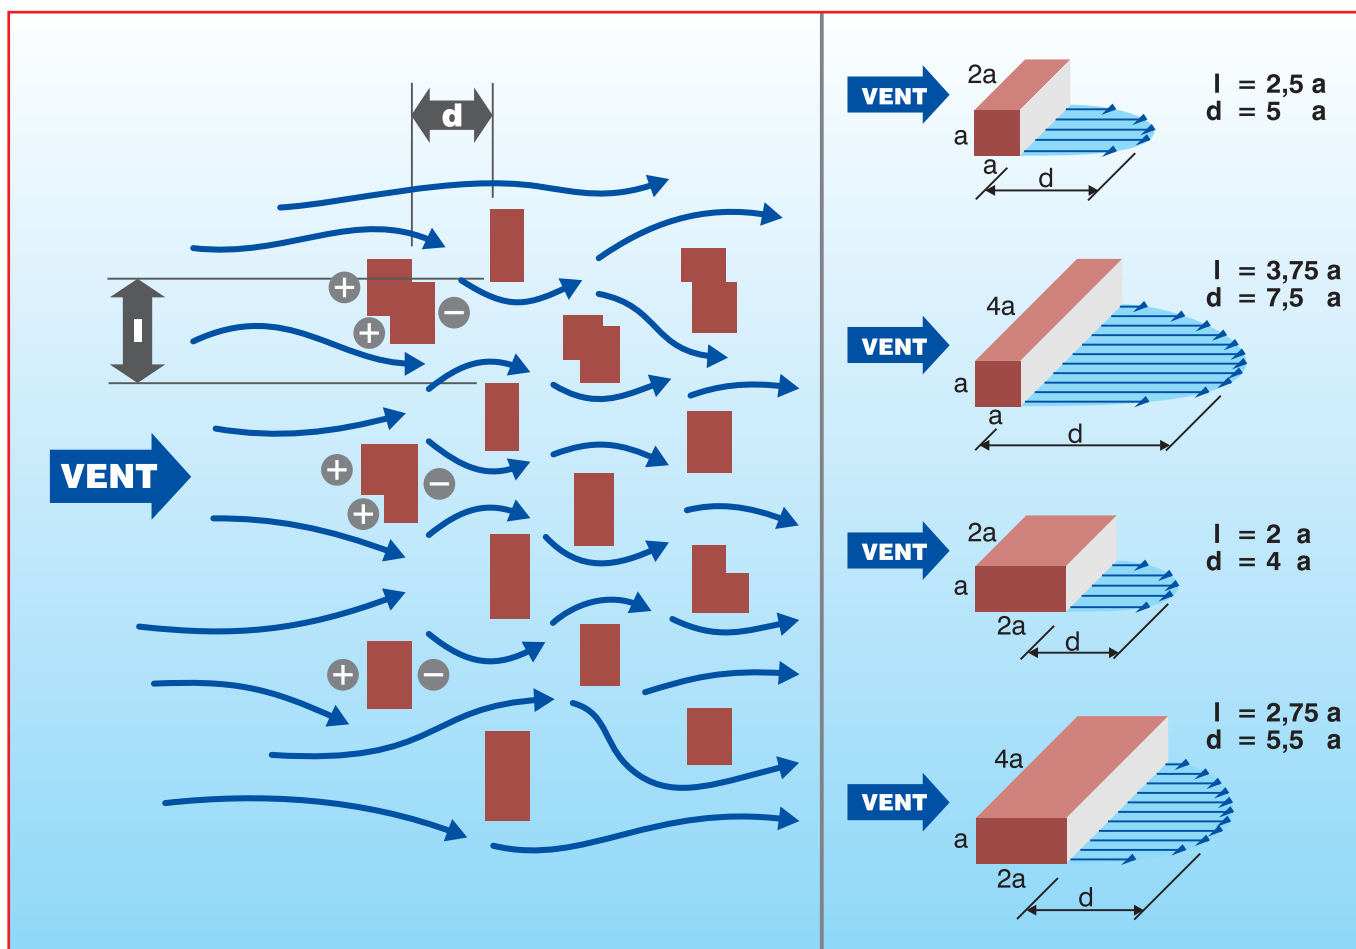 d
+
l
+
−
VENT
+
−
+
+
−
VENT
2a
a
a
d
l = 2,5 a
d = 5 a
VENT
4a
a
a
d
l = 3,75 a
d = 7,5 a
VENT
2a
a
2a
d
l = 2 a
d = 4 a
VENT
4a
a
2a
d
l = 2,75 a
d = 5,5 a